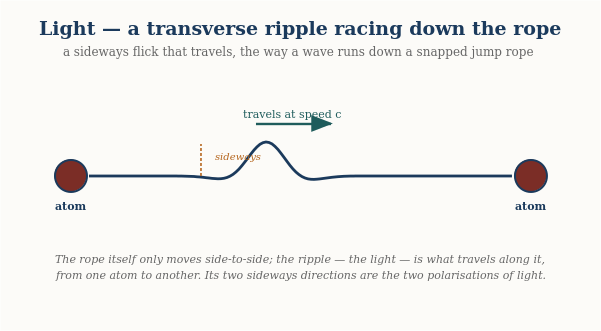 Light — a transverse ripple racing down the rope
a sideways flick that travels, the way a wave runs down a snapped jump rope
travels at speed c
sideways
atom
atom
The rope itself only moves side-to-side; the ripple — the light — is what travels along it,
from one atom to another. Its two sideways directions are the two polarisations of light.